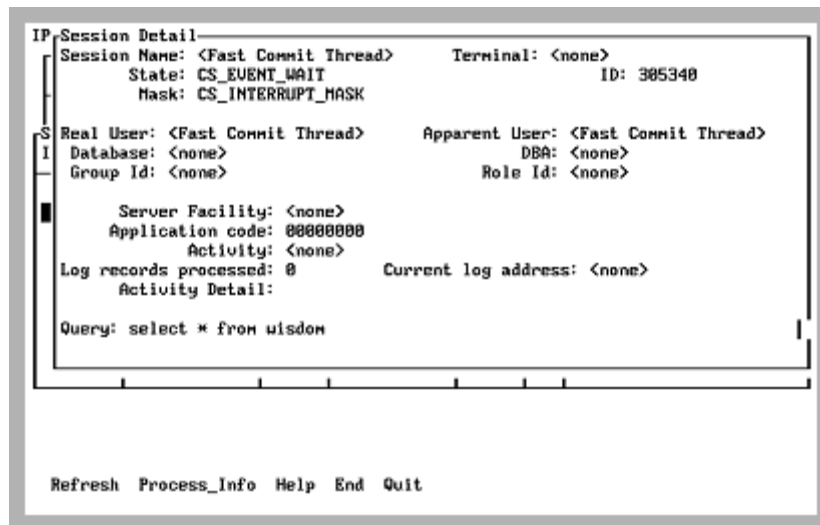 IP Session Detail
Session Name: <Fast Commit Thread> Terminal: <none>
State: CS_EVENT_WAIT ID: 305340
Mask: CS_INTERRUPT_MASK
S Real User: <Fast Commit Thread> Apparent User: <Fast Commit Thread>
I Database: <none> DBA: <none>
Group Id: <none> Role Id: <none>
Server Facility: <none>
Application code: 00000000
Activity: <none>
Log records processed: 0 Current log address: <none>
Activity Detail:
Query: select * from wisdom
Refresh Process_Info Help End Quit